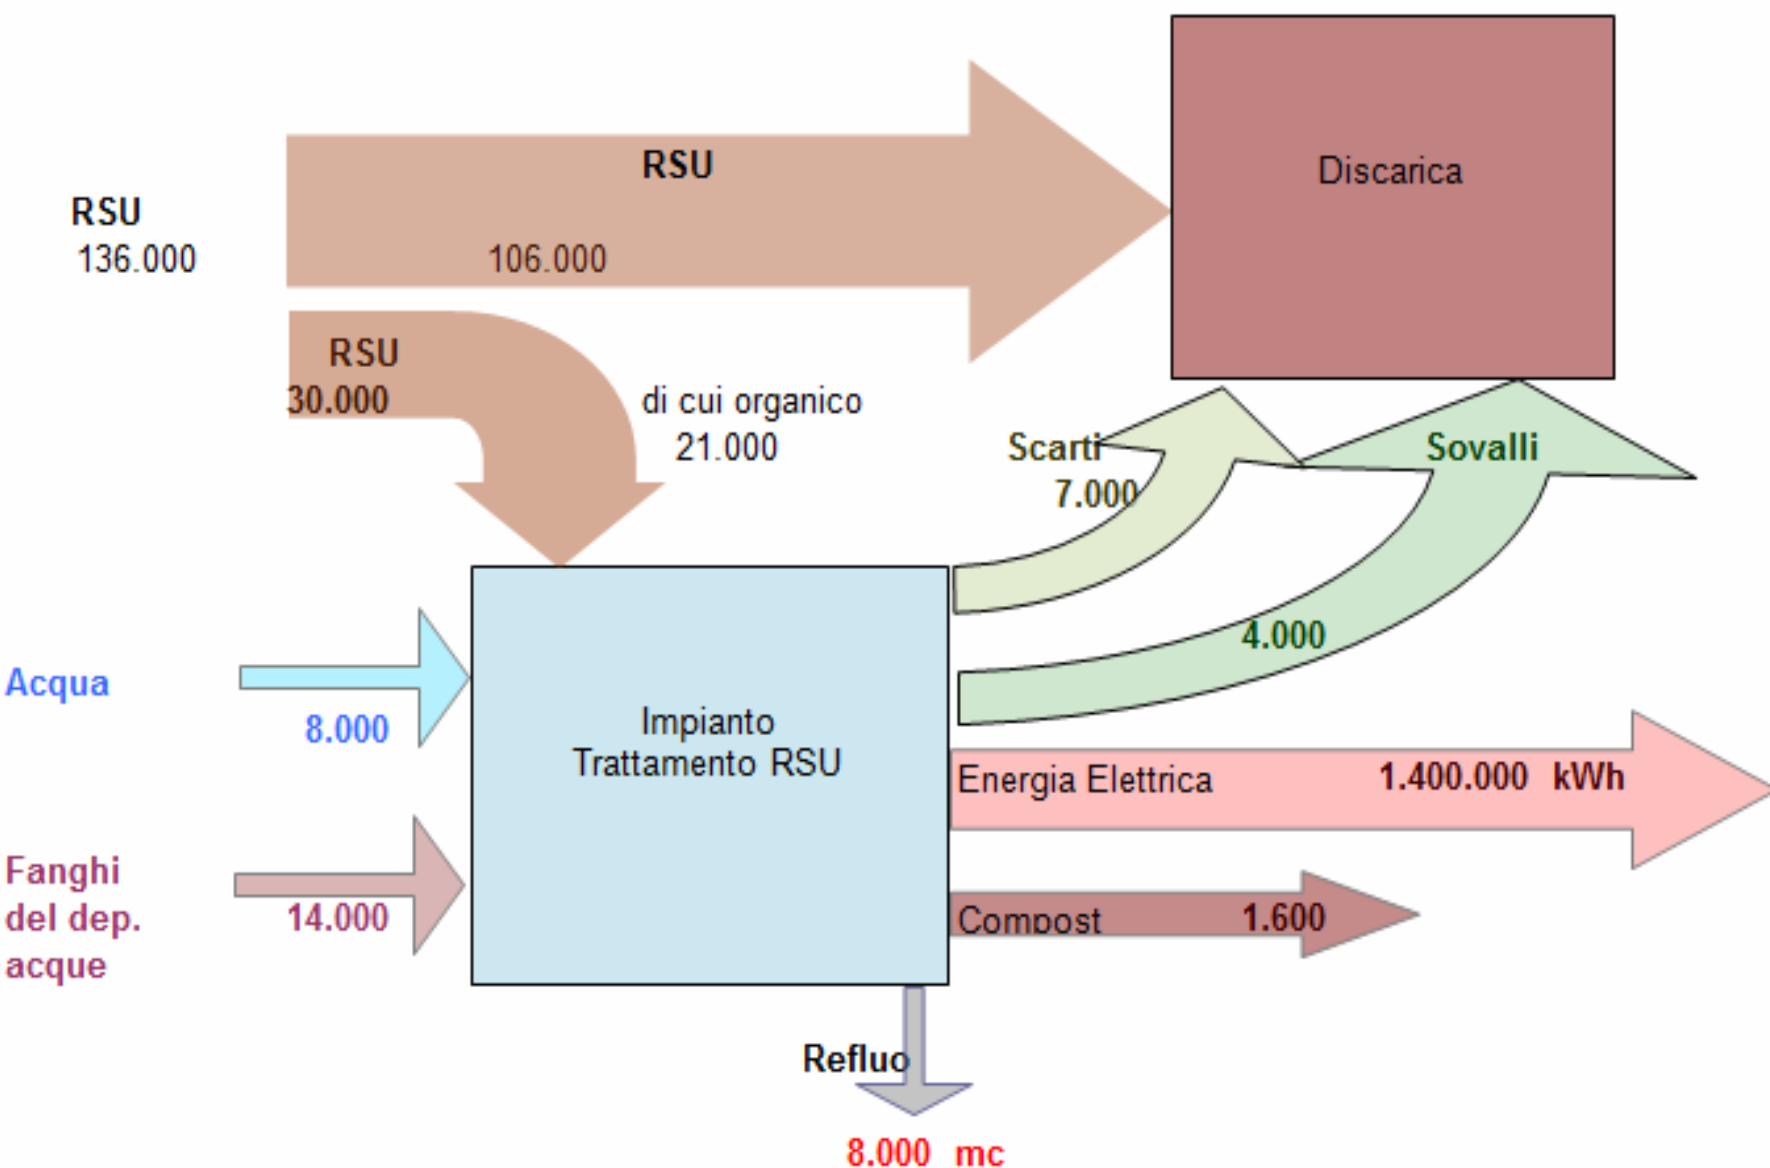 RSU
Discarica
RSU
136.000
106.000
RSU
30.000
di cui organico
21.000
Scarti
7.000
Sovalli
4.000
Acqua
8.000
Impianto
Trattamento RSU
Energia Elettrica 1.400.000 kWh
Fanghi
del dep.
acque
14.000
Compost 1.600
Refluo
8.000 mc